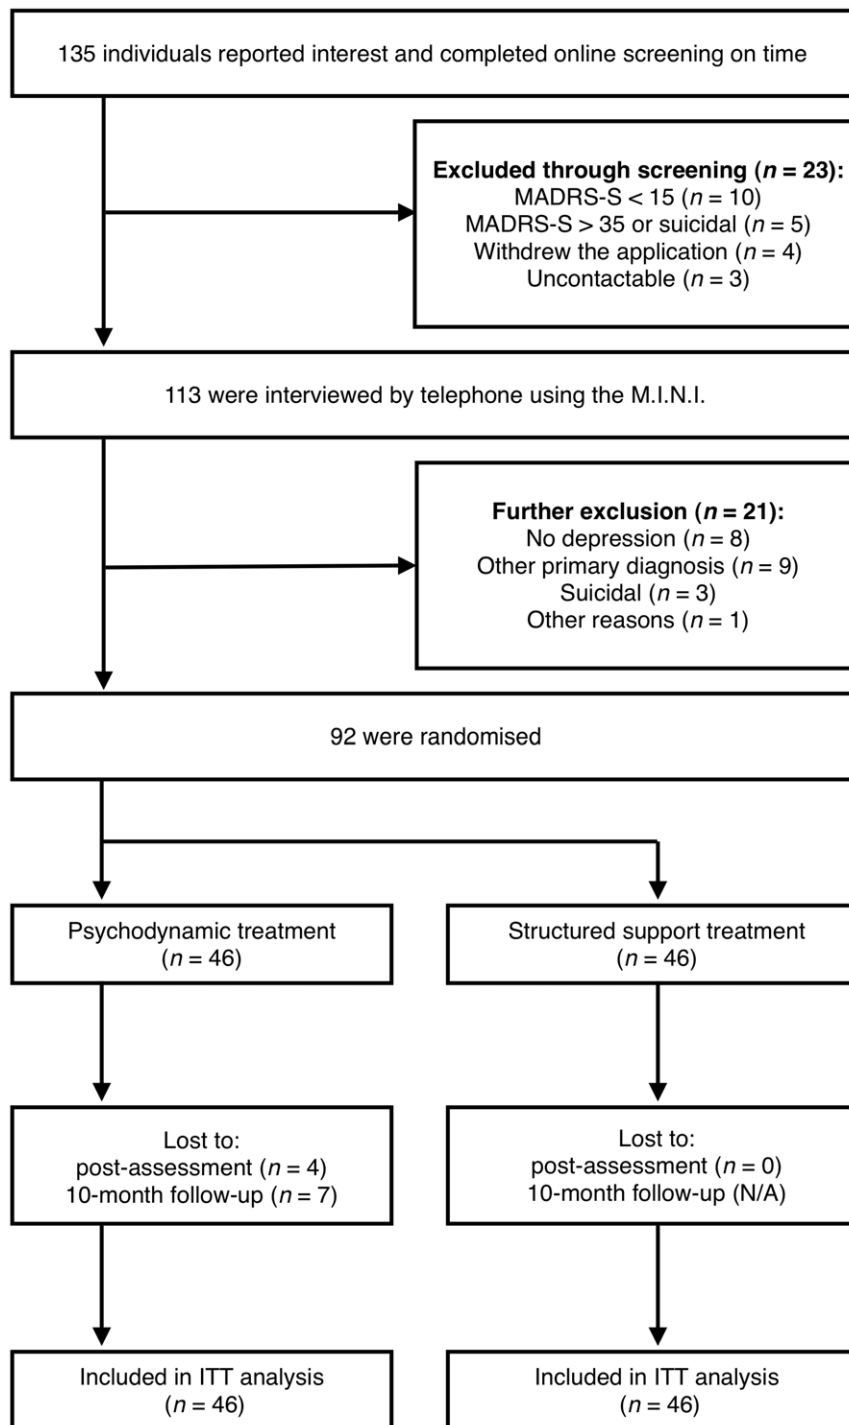 135 individuals reported interest and completed online screening on time
Excluded through screening (n = 23):
MADRS-S < 15 (n = 10)
MADRS-S > 35 or suicidal (n = 5)
Withdrew the application (n = 4)
Uncontactable (n = 3)
113 were interviewed by telephone using the M.I.N.I.
Further exclusion (n = 21):
No depression (n = 8)
Other primary diagnosis (n = 9)
Suicidal (n = 3)
Other reasons (n = 1)
92 were randomised
Psychodynamic treatment
(n = 46)
Structured support treatment
(n = 46)
Lost to:
post-assessment (n = 4)
10-month follow-up (n = 7)
Lost to:
post-assessment (n = 0)
10-month follow-up (N/A)
Included in ITT analysis
(n = 46)
Included in ITT analysis
(n = 46)